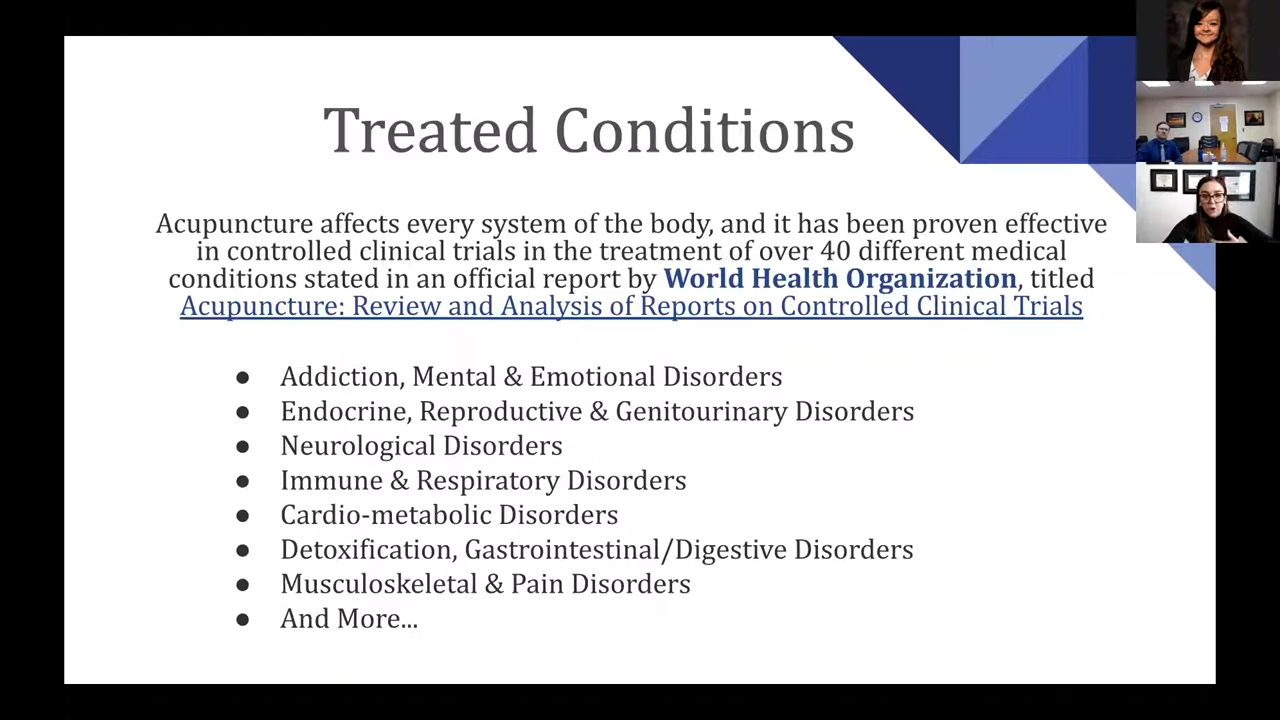 Treated Conditions
Acupuncture affects every system of the body, and it has been proven effective
in controlled clinical trials in the treatment of over 40 different medical
conditions stated in an official report by World Health Organization, titled
Acupuncture: Review and Analysis of Reports on Controlled Clinical Trials
● Addiction, Mental & Emotional Disorders
● Endocrine, Reproductive & Genitourinary Disorders
● Neurological Disorders
● Immune & Respiratory Disorders
● Cardio-metabolic Disorders
● Detoxification, Gastrointestinal/Digestive Disorders
● Musculoskeletal & Pain Disorders
● And More...